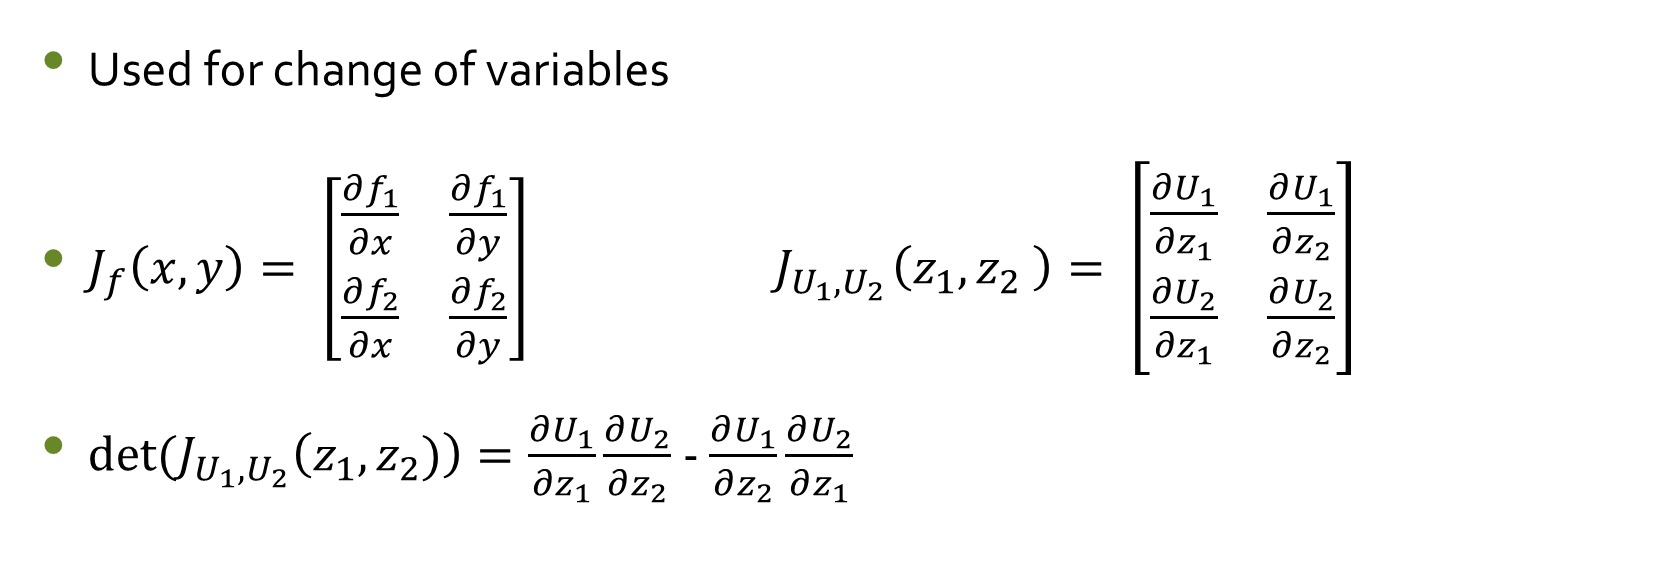 • Used for change of variables
• J_f(x, y) = [∂f₁/∂x ∂f₁/∂y; ∂f₂/∂x ∂f₂/∂y]    J_{U₁,U₂}(z₁, z₂) = [∂U₁/∂z₁ ∂U₁/∂z₂; ∂U₂/∂z₁ ∂U₂/∂z₂]
• det(J_{U₁,U₂}(z₁, z₂)) = ∂U₁/∂z₁ ∂U₂/∂z₂ - ∂U₁/∂z₂ ∂U₂/∂z₁